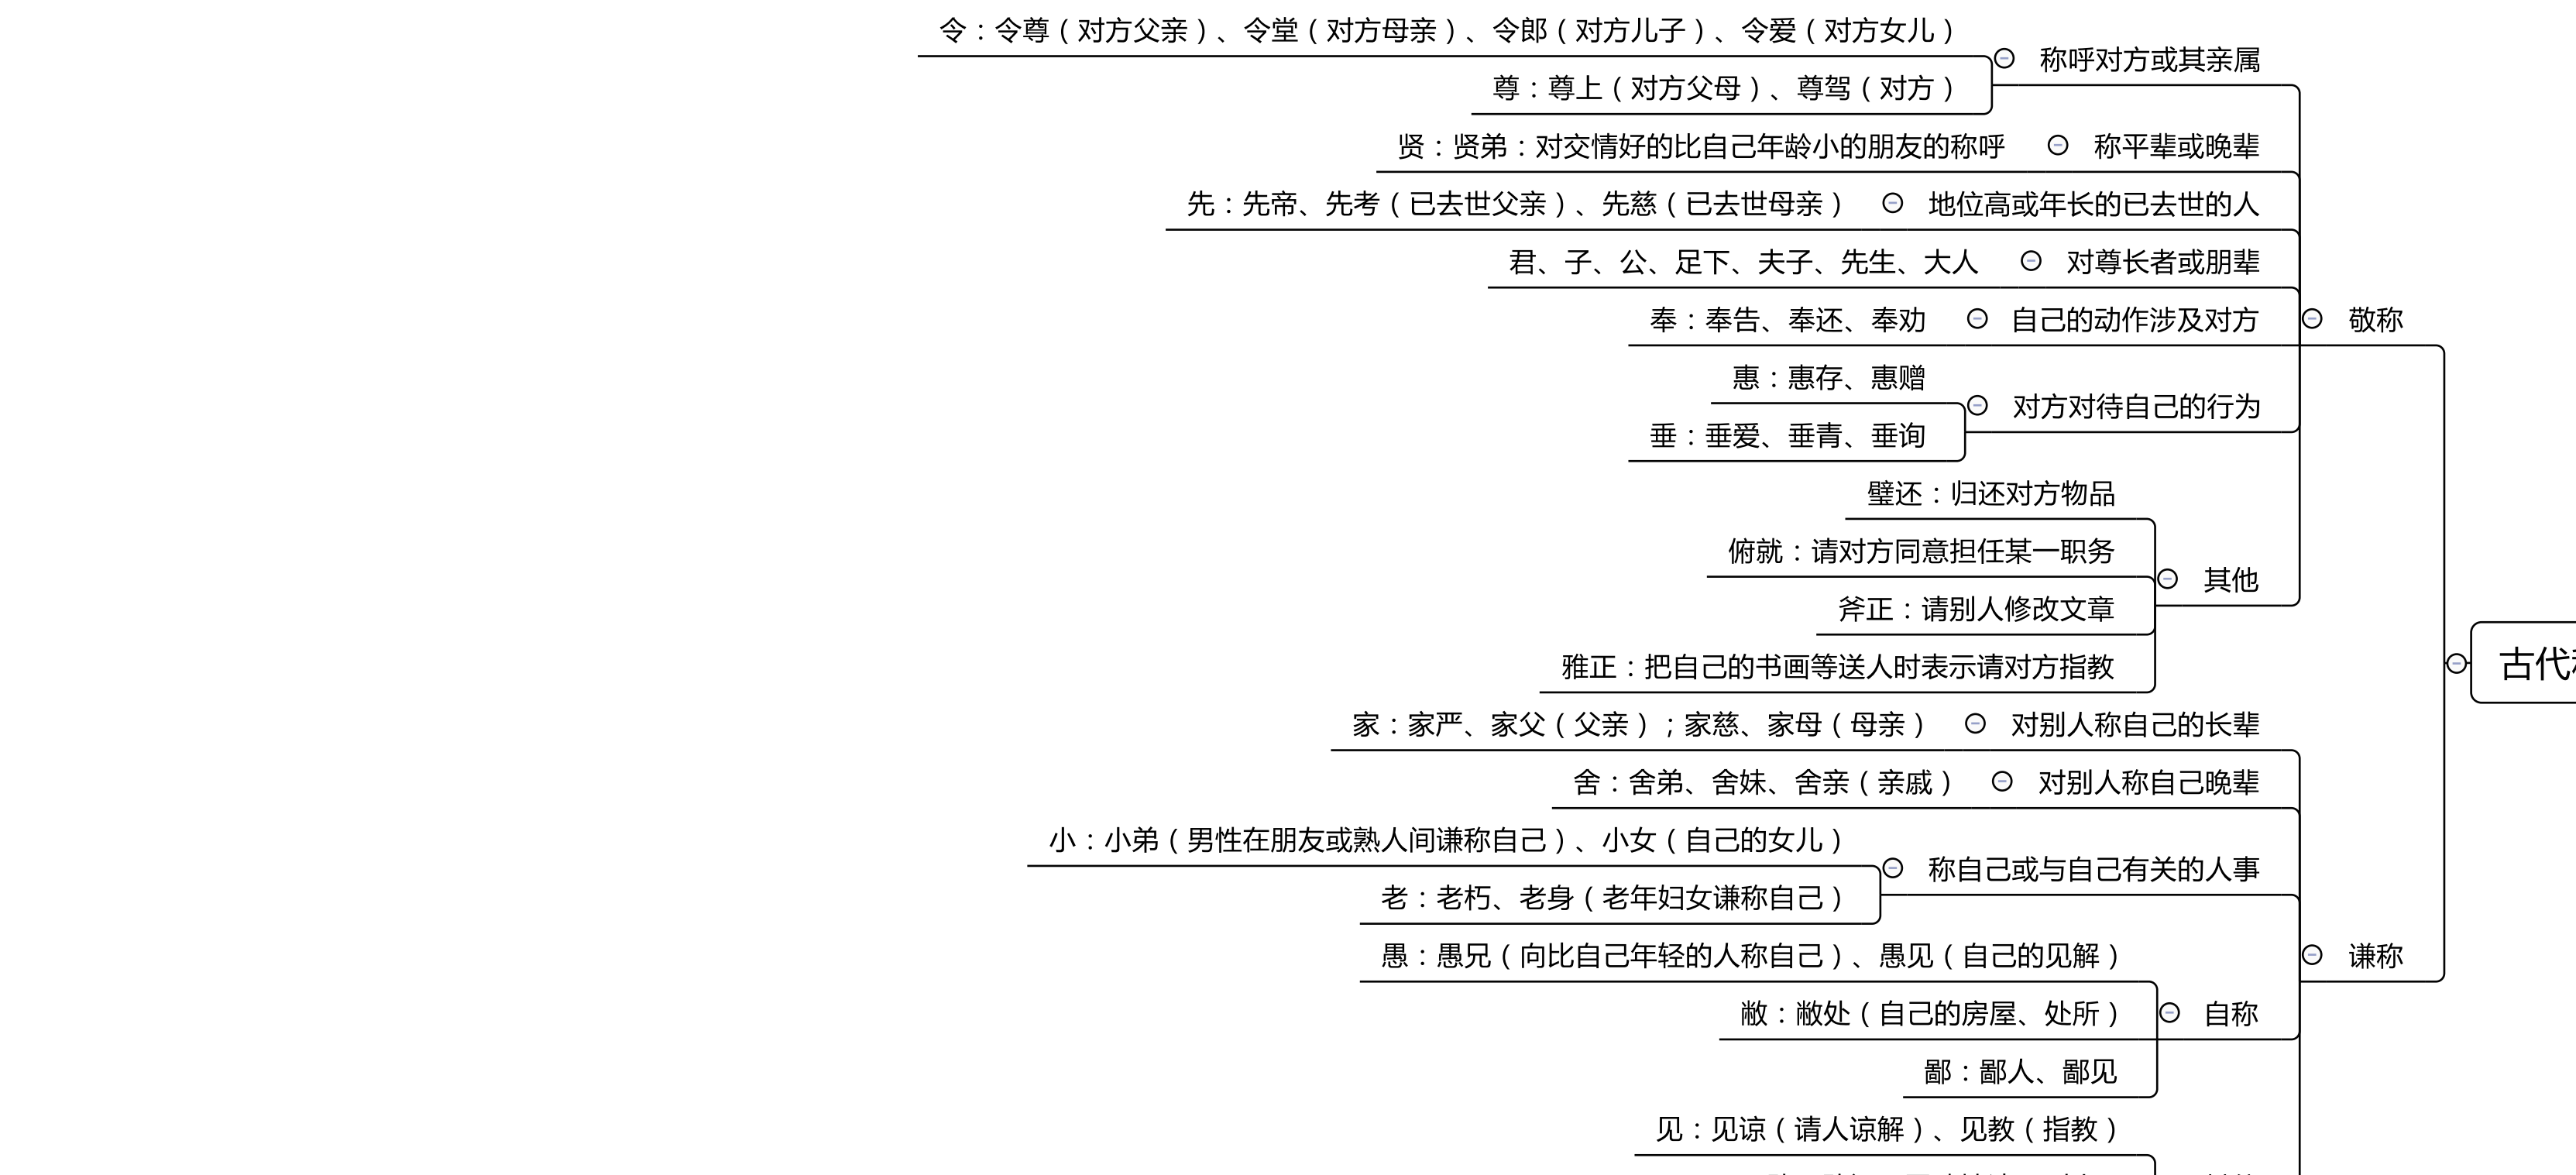 令：令尊（对方父亲）、令堂（对方母亲）、令郎（对方儿子）、令爱（对方女儿）
称呼对方或其亲属
尊：尊上（对方父母）、尊驾（对方）
贤：贤弟：对交情好的比自己年龄小的朋友的称呼
称平辈或晚辈
先：先帝、先考（已去世父亲）、先慈（已去世母亲）
地位高或年长的已去世的人
君、子、公、足下、夫子、先生、大人
对尊长者或朋辈
奉：奉告、奉还、奉劝
自己的动作涉及对方
敬称
惠：惠存、惠赠
对方对待自己的行为
垂：垂爱、垂青、垂询
璧还：归还对方物品
俯就：请对方同意担任某一职务
其他
斧正：请别人修改文章
雅正：把自己的书画等送人时表示请对方指教
古代
家：家严、家父（父亲）；家慈、家母（母亲）
对别人称自己的长辈
舍：舍弟、舍妹、舍亲（亲戚）
对别人称自己晚辈
小：小弟（男性在朋友或熟人间谦称自己）、小女（自己的女儿）
称自己或与自己有关的人事
老：老朽、老身（老年妇女谦称自己）
愚：愚兄（向比自己年轻的人称自己）、愚见（自己的见解）
谦称
敝：敝处（自己的房屋、处所）
自称
鄙：鄙人、鄙见
见：见谅（请人谅解）、见教（指教）